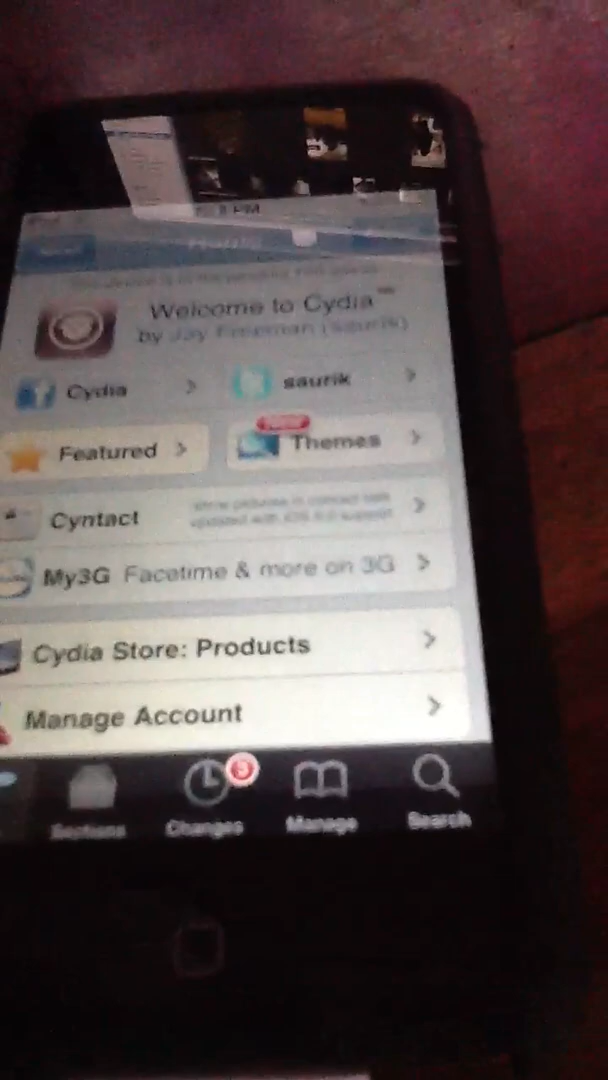 Welcome to Cydia™
by Jay Freeman (saurik)
Cydia
saurik
Featured
Themes
Cyntact
My3G Facetime & more on 3G
Cydia Store: Products
Manage Account
3
Sections
Changes
Manage
Search